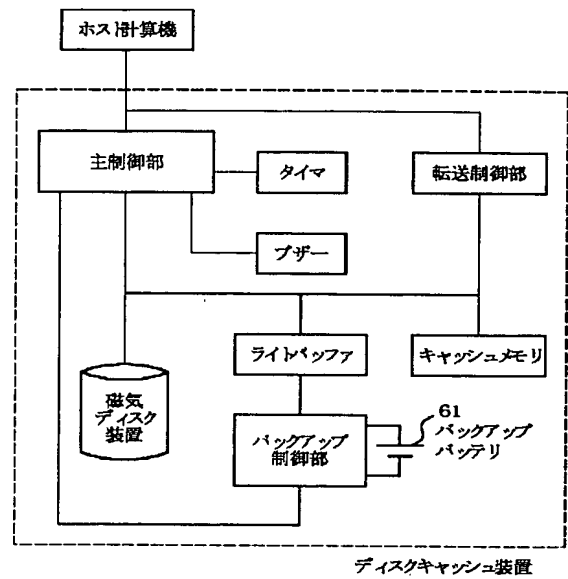 ホスト計算機
主制御部
タイマ
転送制御部
ブザー
ライトバッファ
キャッシュメモリ
磁気
ディスク
装置
バックアップ
制御部
61
バックアップ
バッテリ
ディスクキャッシュ装置